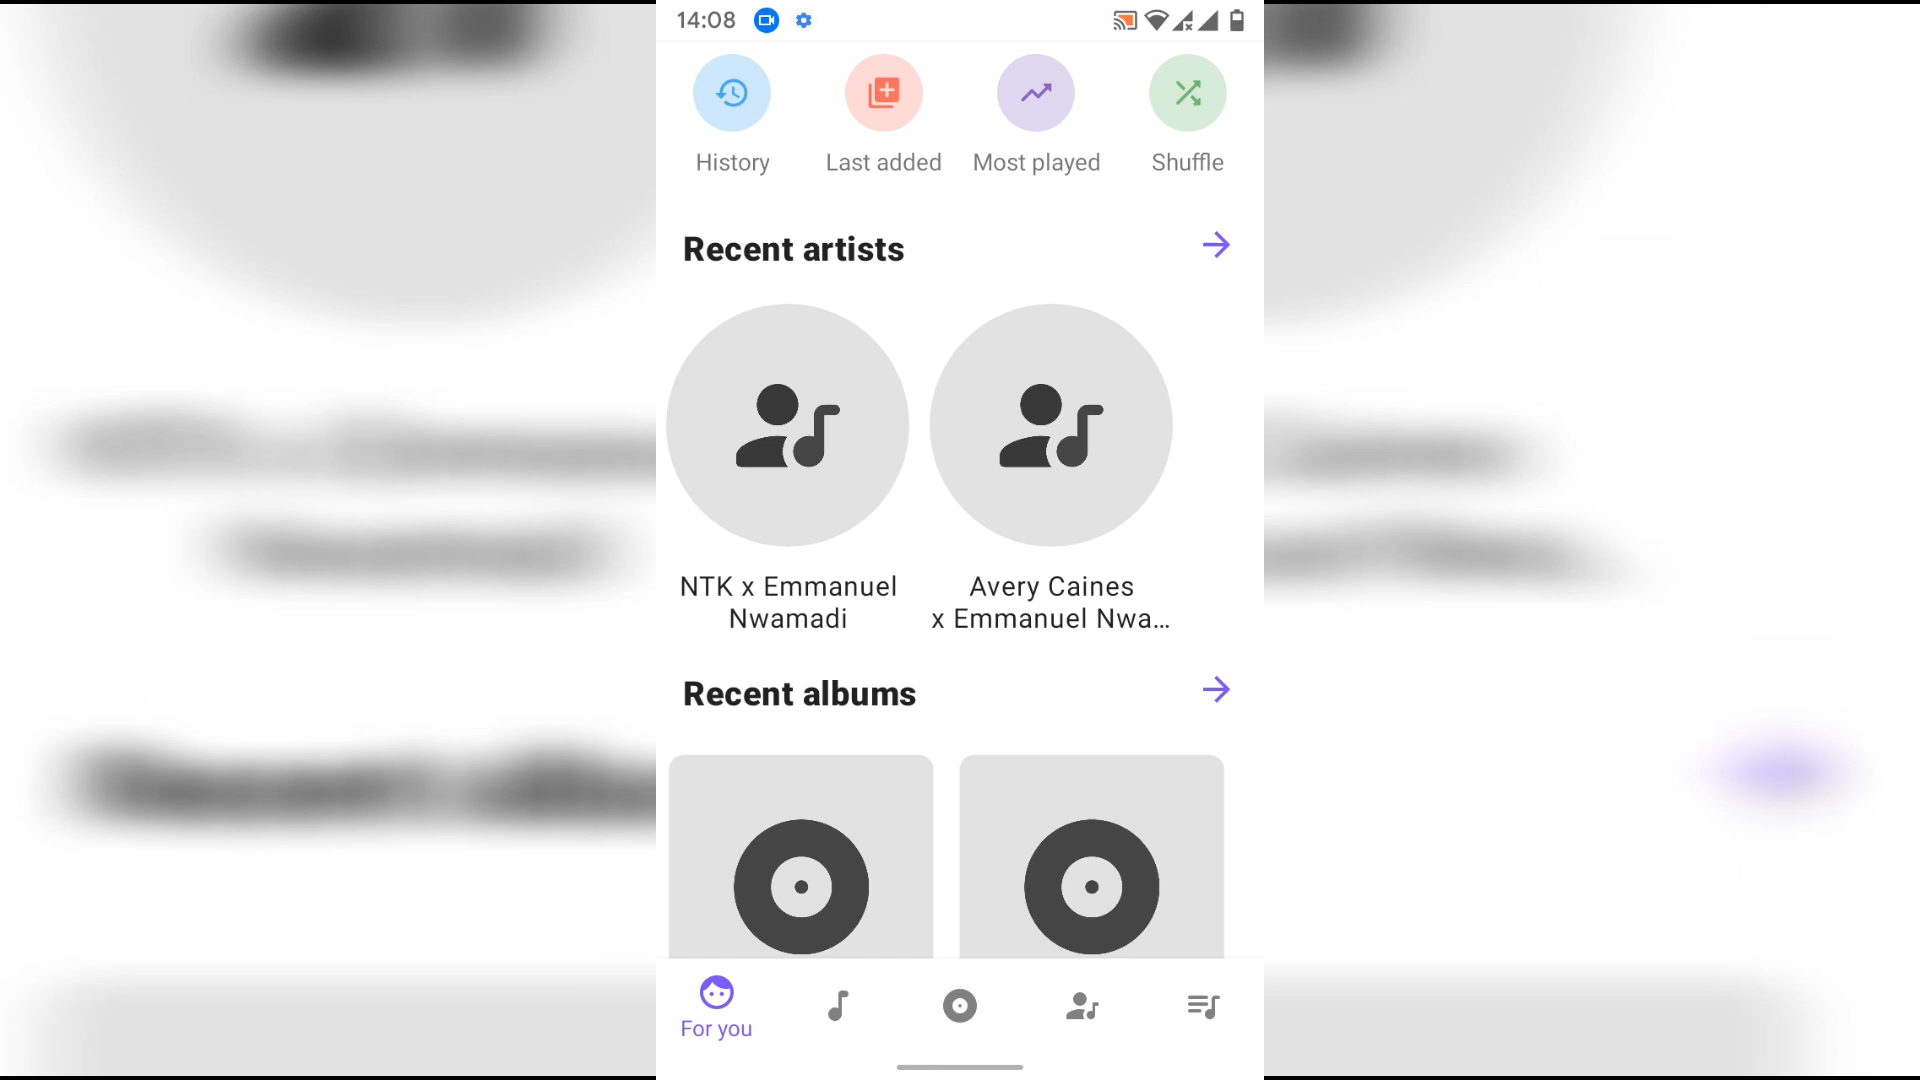 14:08
History
Last added
Most played
Shuffle
Recent artists
NTK x Emmanuel
Nwamadi
Avery Caines
x Emmanuel Nwa...
Recent albums
For you